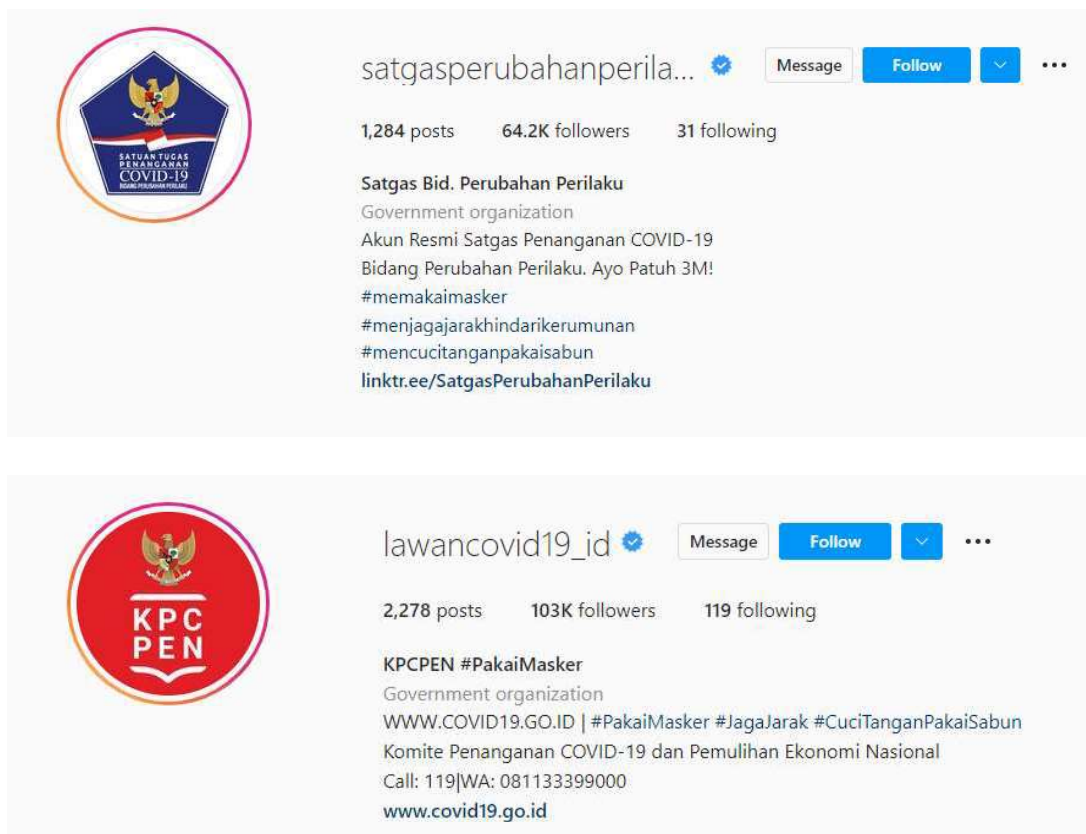 SATUAN TUGAS
PENANGANAN
COVID-19
BIDANG PERUBAHAN PERILAKU
satgasperubahanperila... Message Follow
1,284 posts 64.2K followers 31 following
Satgas Bid. Perubahan Perilaku
Government organization
Akun Resmi Satgas Penanganan COVID-19
Bidang Perubahan Perilaku. Ayo Patuh 3M!
#memakaimasker
#menjagajarakhindarikerumunan
#mencucitanganpakaisabun
linktr.ee/SatgasPerubahanPerilaku
KPC
PEN
lawancovid19_id Message Follow
2,278 posts 103K followers 119 following
KPCPEN #PakaiMasker
Government organization
WWW.COVID19.GO.ID | #PakaiMasker #JagaJarak #CuciTanganPakaiSabun
Komite Penanganan COVID-19 dan Pemulihan Ekonomi Nasional
Call: 119|WA: 081133399000
www.covid19.go.id